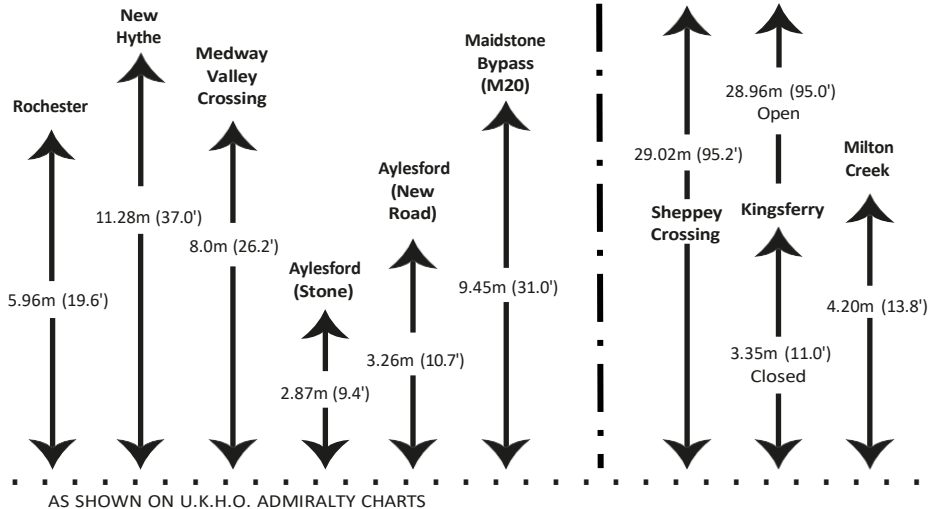 Rochester
5.96m (19.6')
New
Hythe
11.28m (37.0')
Medway
Valley
Crossing
8.0m (26.2')
Aylesford
(Stone)
2.87m (9.4')
Aylesford
(New
Road)
3.26m (10.7')
Maidstone
Bypass
(M20)
9.45m (31.0')
29.02m (95.2')
Sheppey
Crossing
28.96m (95.0')
Open
Kingsferry
3.35m (11.0')
Closed
Milton
Creek
4.20m (13.8')
AS SHOWN ON U.K.H.O. ADMIRALTY CHARTS